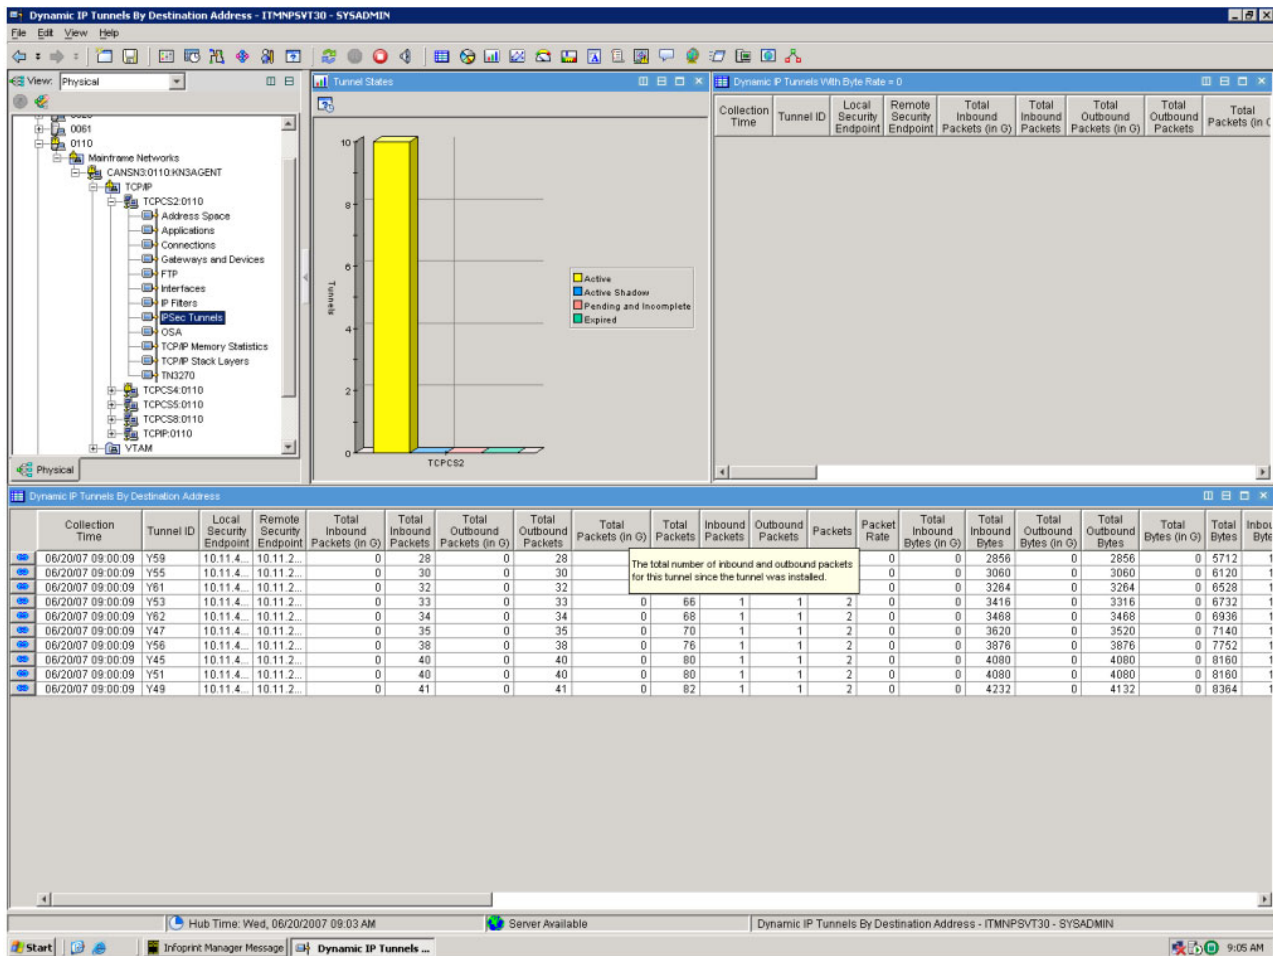 Dynamic IP Tunnels By Destination Address - ITMNPSVT30 - SYSADMIN
File Edit View Help
View: Physical
0061
0110
Mainframe Networks
CANSN3:0110:KN3AGENT
TCP/IP
TCPCS2:0110
Address Space
Applications
Connections
Gateways and Devices
FTP
Interfaces
IP Filters
IPSec Tunnels
OSA
TCP/IP Memory Statistics
TCP/IP Stack Layers
TN3270
TCPCS4:0110
TCPCS5:0110
TCPCS8:0110
TCPIP:0110
VTAM
Physical
Tunnel States
10
8
6
4
2
0
Tunnels
TCPCS2
Active
Active Shadow
Pending and Incomplete
Expired
Dynamic IP Tunnels With Byte Rate = 0
Collection Time Tunnel ID Local Security Endpoint Remote Security Endpoint Total Inbound Packets (in G) Total Inbound Packets Total Outbound Packets (in G) Total Outbound Packets Total Packets (in G
Dynamic IP Tunnels By Destination Address
Collection Time Tunnel ID Local Security Endpoint Remote Security Endpoint Total Inbound Packets (in G) Total Inbound Packets Total Outbound Packets (in G) Total Outbound Packets Total Packets (in G) Total Packets Inbound Packets Outbound Packets Packets Packet Rate Total Inbound Bytes (in G) Total Inbound Bytes Total Outbound Bytes (in G) Total Outbound Bytes Total Bytes (in G) Total Bytes Inbou Byte
06/20/07 09:00:09 Y59 10.11.4... 10.11.2... 0 28 0 28 0 0 2856 0 2856 0 5712 1
06/20/07 09:00:09 Y55 10.11.4... 10.11.2... 0 30 0 30 0 0 3060 0 3060 0 6120 1
06/20/07 09:00:09 Y61 10.11.4... 10.11.2... 0 32 0 32 0 0 3264 0 3264 0 6528 1
The total number of inbound and outbound packets
for this tunnel since the tunnel was installed.
06/20/07 09:00:09 Y53 10.11.4... 10.11.2... 0 33 0 33 0 66 1 1 2 0 0 3416 0 3316 0 6732 1
06/20/07 09:00:09 Y62 10.11.4... 10.11.2... 0 34 0 34 0 68 1 1 2 0 0 3468 0 3468 0 6936 1
06/20/07 09:00:09 Y47 10.11.4... 10.11.2... 0 35 0 35 0 70 1 1 2 0 0 3620 0 3520 0 7140 1
06/20/07 09:00:09 Y56 10.11.4... 10.11.2... 0 38 0 38 0 76 1 1 2 0 0 3876 0 3876 0 7752 1
06/20/07 09:00:09 Y45 10.11.4... 10.11.2... 0 40 0 40 0 80 1 1 2 0 0 4080 0 4080 0 8160 1
06/20/07 09:00:09 Y51 10.11.4... 10.11.2... 0 40 0 40 0 80 1 1 2 0 0 4080 0 4080 0 8160 1
06/20/07 09:00:09 Y49 10.11.4... 10.11.2... 0 41 0 41 0 82 1 1 2 0 0 4232 0 4132 0 8364 1
Hub Time: Wed, 06/20/2007 09:03 AM
Server Available
Dynamic IP Tunnels By Destination Address - ITMNPSVT30 - SYSADMIN
Start
Infoprint Manager Message
Dynamic IP Tunnels ...
9:05 AM